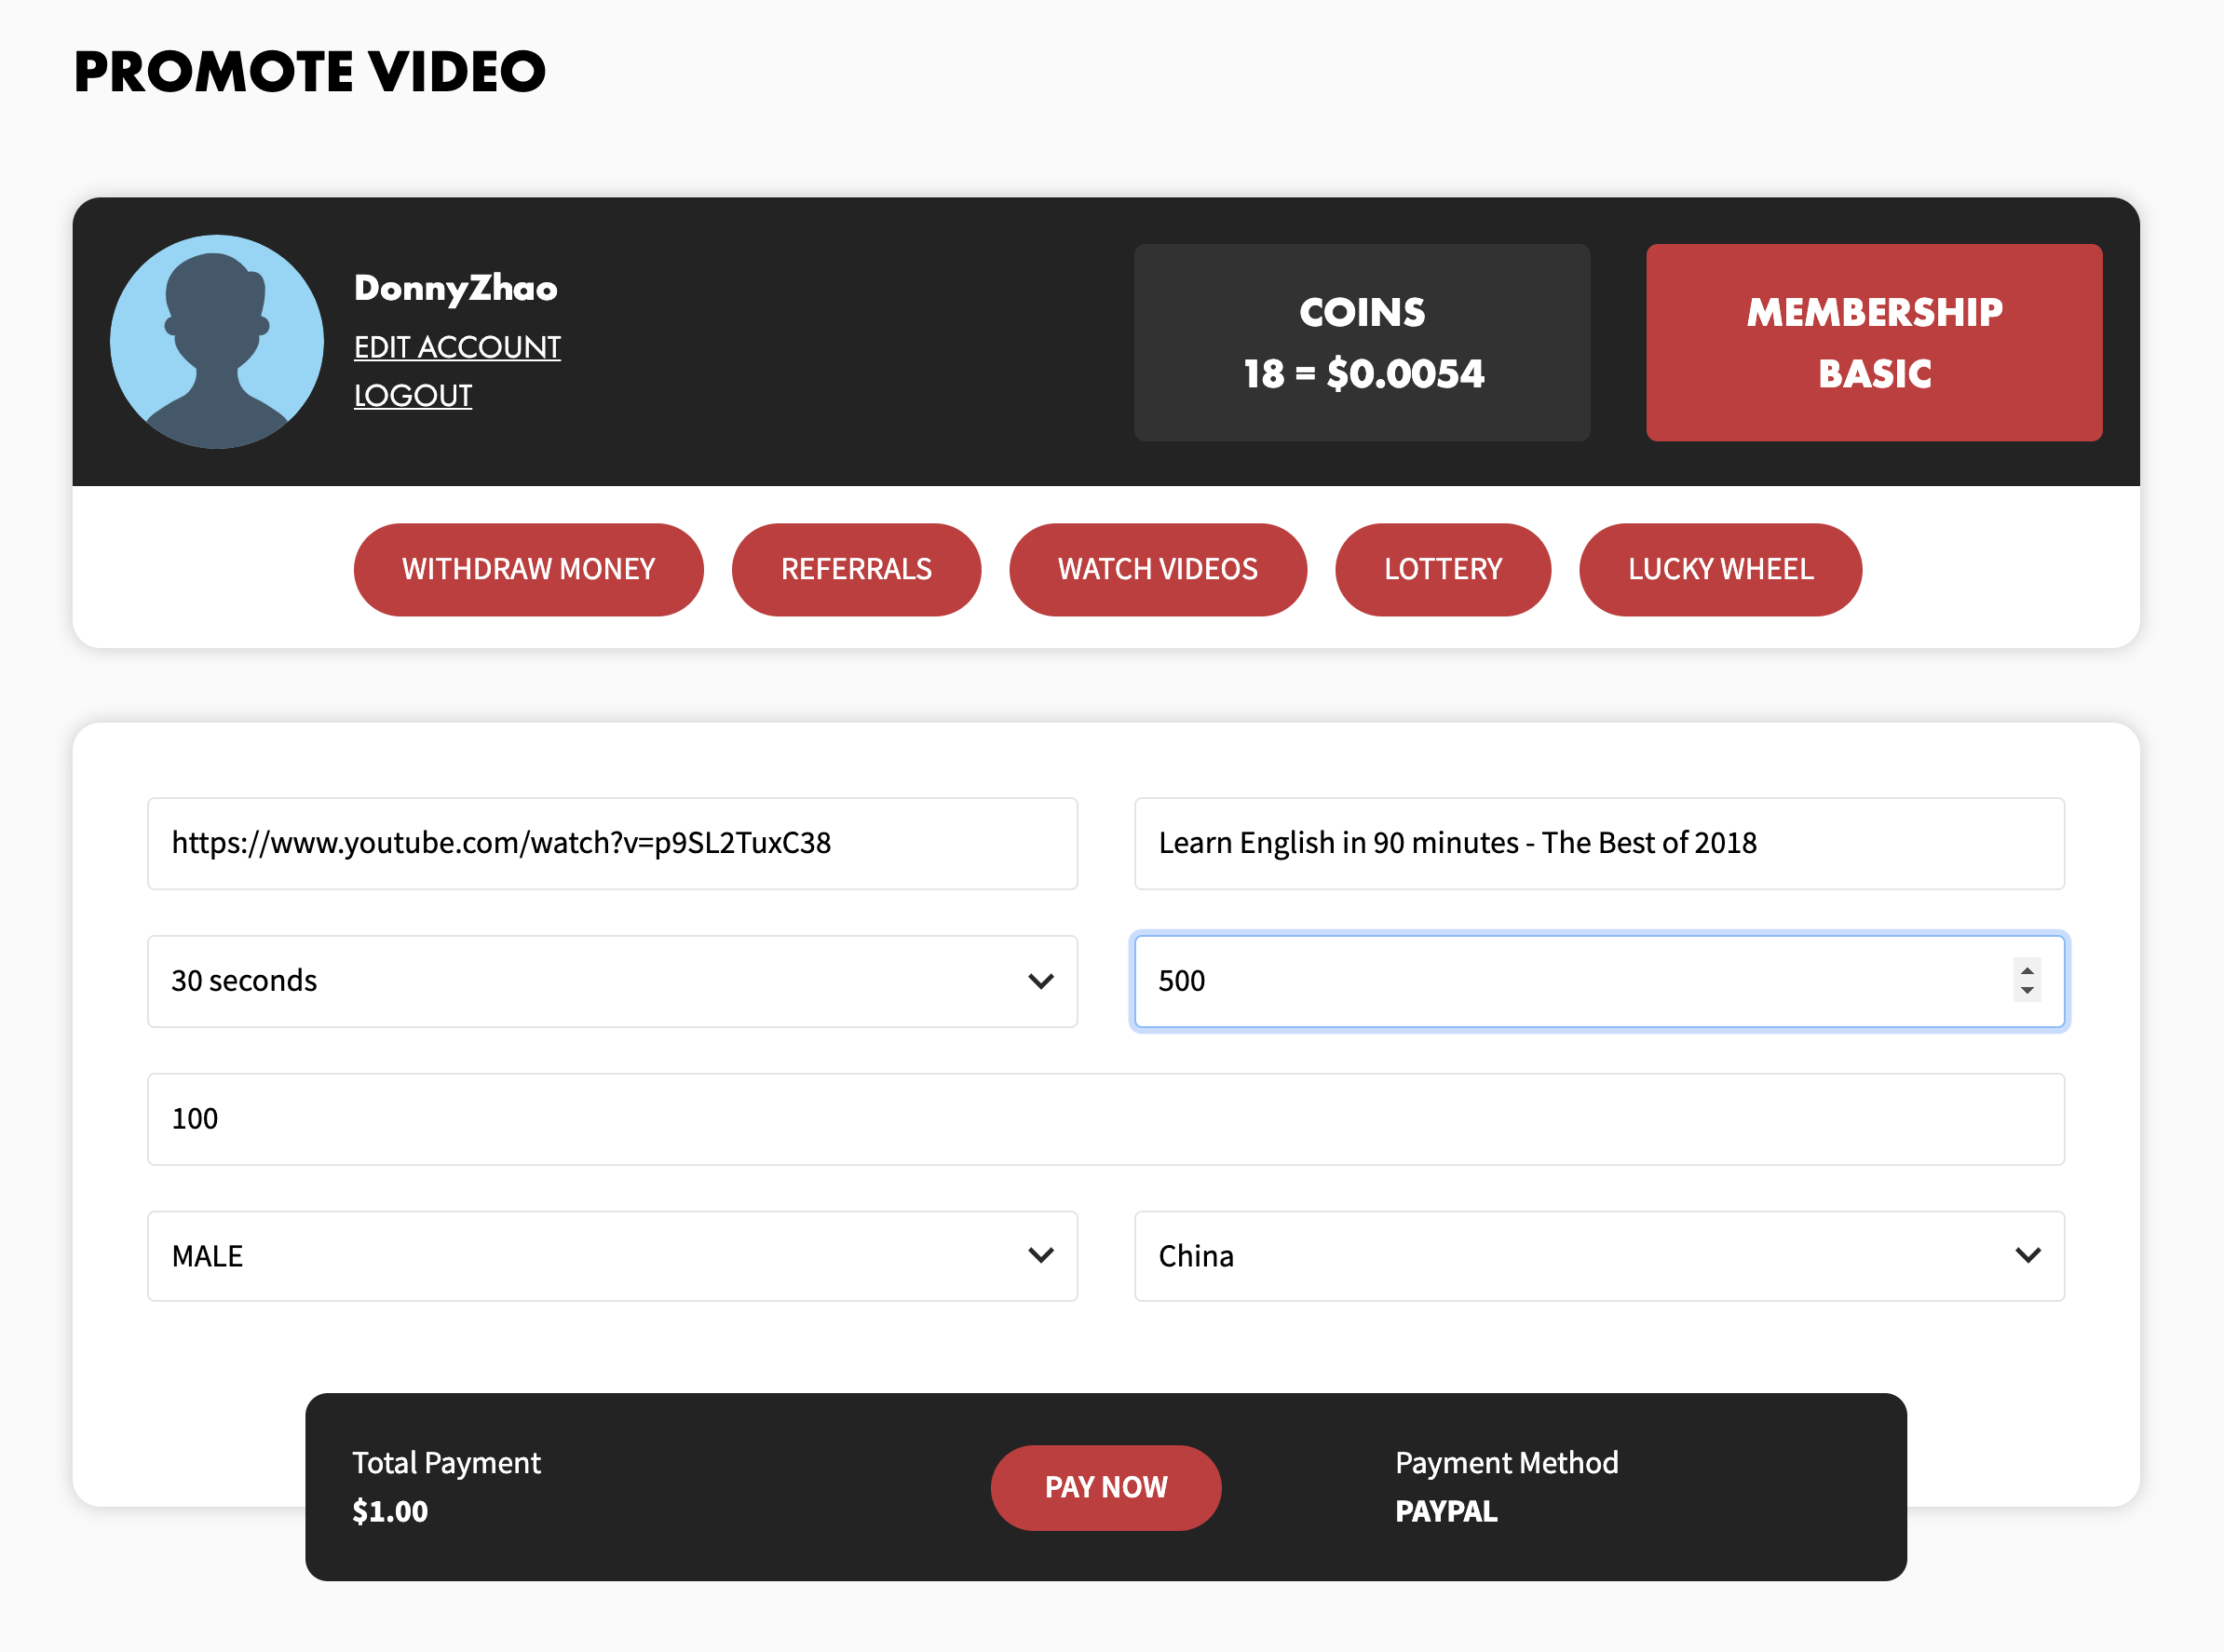 PROMOTE VIDEO
DonnyZhao
EDIT ACCOUNT
LOGOUT
COINS
18 = $0.0054
MEMBERSHIP
BASIC
WITHDRAW MONEY
REFERRALS
WATCH VIDEOS
LOTTERY
LUCKY WHEEL
https://www.youtube.com/watch?v=p9SL2TuxC38
Learn English in 90 minutes - The Best of 2018
30 seconds
500
100
MALE
China
Total Payment
$1.00
PAY NOW
Payment Method
PAYPAL